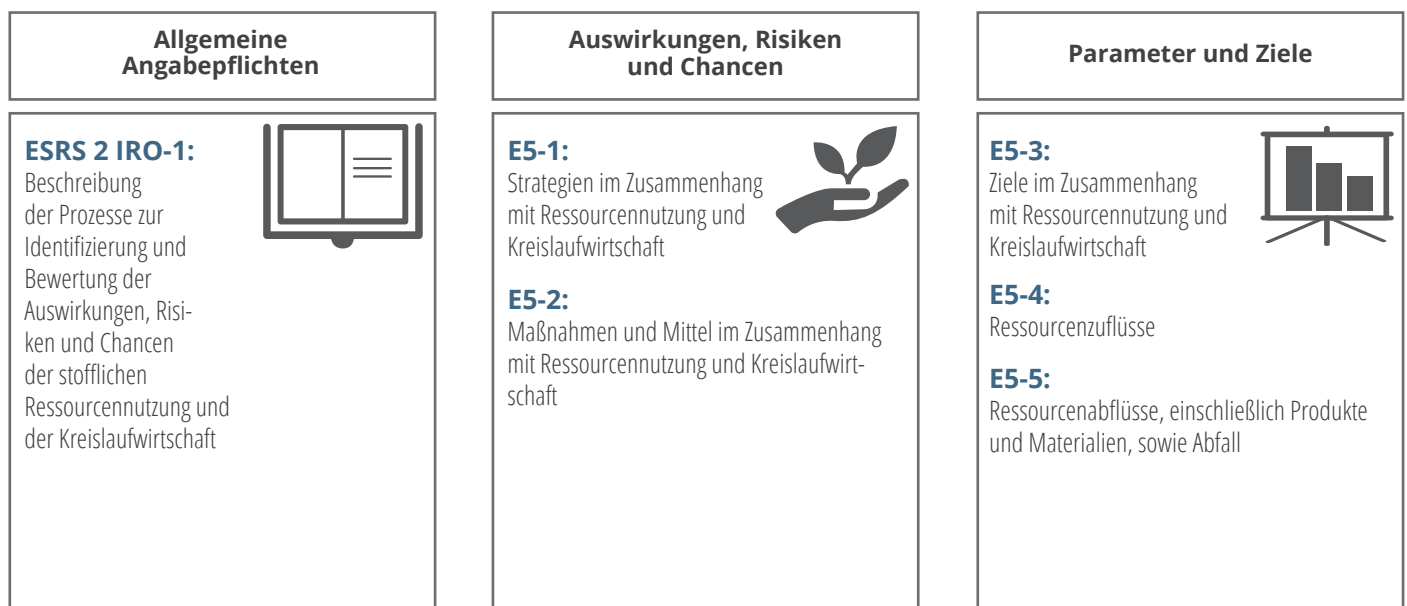 Allgemeine
Angabepflichten
ESRS 2 IRO-1:
Beschreibung
der Prozesse zur
Identifizierung und
Bewertung der
Auswirkungen, Risi-
ken und Chancen
der stofflichen
Ressourcennutzung und
der Kreislaufwirtschaft
Auswirkungen, Risiken
und Chancen
E5-1:
Strategien im Zusammenhang
mit Ressourcennutzung und
Kreislaufwirtschaft
E5-2:
Maßnahmen und Mittel im Zusammenhang
mit Ressourcennutzung und Kreislaufwirt-
schaft
Parameter und Ziele
E5-3:
Ziele im Zusammenhang
mit Ressourcennutzung und
Kreislaufwirtschaft
E5-4:
Ressourcenzuflüsse
E5-5:
Ressourcenabflüsse, einschließlich Produkte
und Materialien, sowie Abfall